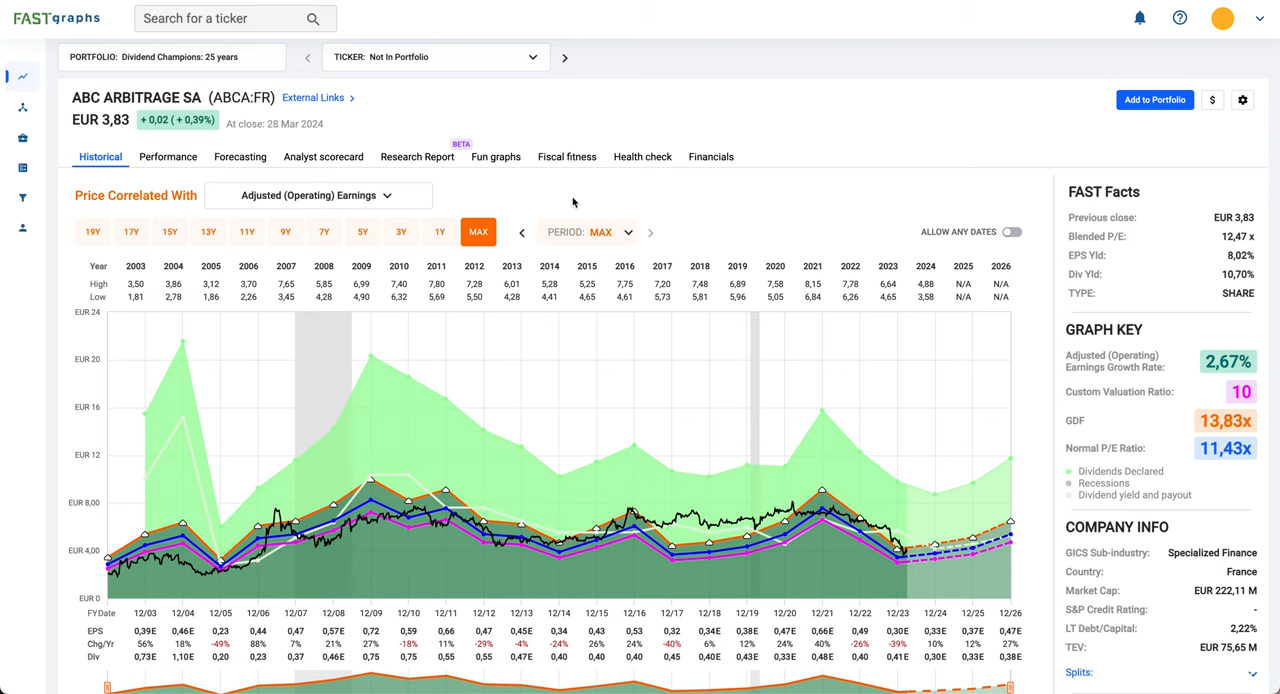 FASTgraphs
Search for a ticker
PORTFOLIO: Dividend Champions: 25 years
TICKER: Not In Portfolio
ABC ARBITRAGE SA (ABCA:FR) External Links
EUR 3,83 + 0,02 ( + 0,39%) At close: 28 Mar 2024
Add to Portfolio $
BETA
Historical Performance Forecasting Analyst scorecard Research Report Fun graphs Fiscal fitness Health check Financials
Price Correlated With Adjusted (Operating) Earnings
19Y 17Y 15Y 13Y 11Y 9Y 7Y 5Y 3Y 1Y MAX PERIOD: MAX ALLOW ANY DATES
Year 2003 2004 2005 2006 2007 2008 2009 2010 2011 2012 2013 2014 2015 2016 2017 2018 2019 2020 2021 2022 2023 2024 2025 2026
High 3,50 3,86 3,12 3,70 7,65 5,85 6,99 7,40 7,80 7,28 6,01 5,28 5,25 7,75 7,20 7,48 6,89 7,58 8,15 7,78 6,64 4,88 N/A N/A
Low 1,81 2,78 1,86 2,26 3,45 4,28 4,90 6,32 5,69 5,50 4,28 4,41 4,65 4,61 5,73 5,81 5,96 5,05 6,84 6,26 4,65 3,58 N/A N/A
EUR 24
EUR 20
EUR 16
EUR 12
EUR 8,00
EUR 4,00
EUR 0
FYDate 12/03 12/04 12/05 12/06 12/07 12/08 12/09 12/10 12/11 12/12 12/13 12/14 12/15 12/16 12/17 12/18 12/19 12/20 12/21 12/22 12/23 12/24 12/25 12/26
EPS 0,39E 0,46E 0,23 0,44 0,47 0,57E 0,72 0,59 0,66 0,47 0,45E 0,34 0,43 0,53 0,32 0,34E 0,38E 0,47E 0,66E 0,49 0,30E 0,33E 0,37E 0,47E
Chg/Yr 56% 18% -49% 88% 7% 21% 27% -18% 11% -29% -4% -24% 26% 24% -40% 6% 12% 24% 40% -26% -39% 10% 12% 27%
Div 0,73E 1,10E 0,20 0,23 0,37 0,46E 0,75 0,75 0,55 0,55 0,47E 0,40 0,40 0,40 0,45 0,40E 0,43E 0,33E 0,48E 0,40 0,41E 0,30E 0,33E 0,38E
FAST Facts
Previous close: EUR 3,83
Blended P/E: 12,47 x
EPS Yld: 8,02%
Div Yld: 10,70%
TYPE: SHARE
GRAPH KEY
Adjusted (Operating)
Earnings Growth Rate: 2,67%
Custom Valuation Ratio: 10
GDF 13,83x
Normal P/E Ratio: 11,43x
Dividends Declared
Recessions
Dividend yield and payout
COMPANY INFO
GICS Sub-industry: Specialized Finance
Country: France
Market Cap: EUR 222,11 M
S&P Credit Rating: -
LT Debt/Capital: 2,22%
TEV: EUR 75,65 M
Splits: